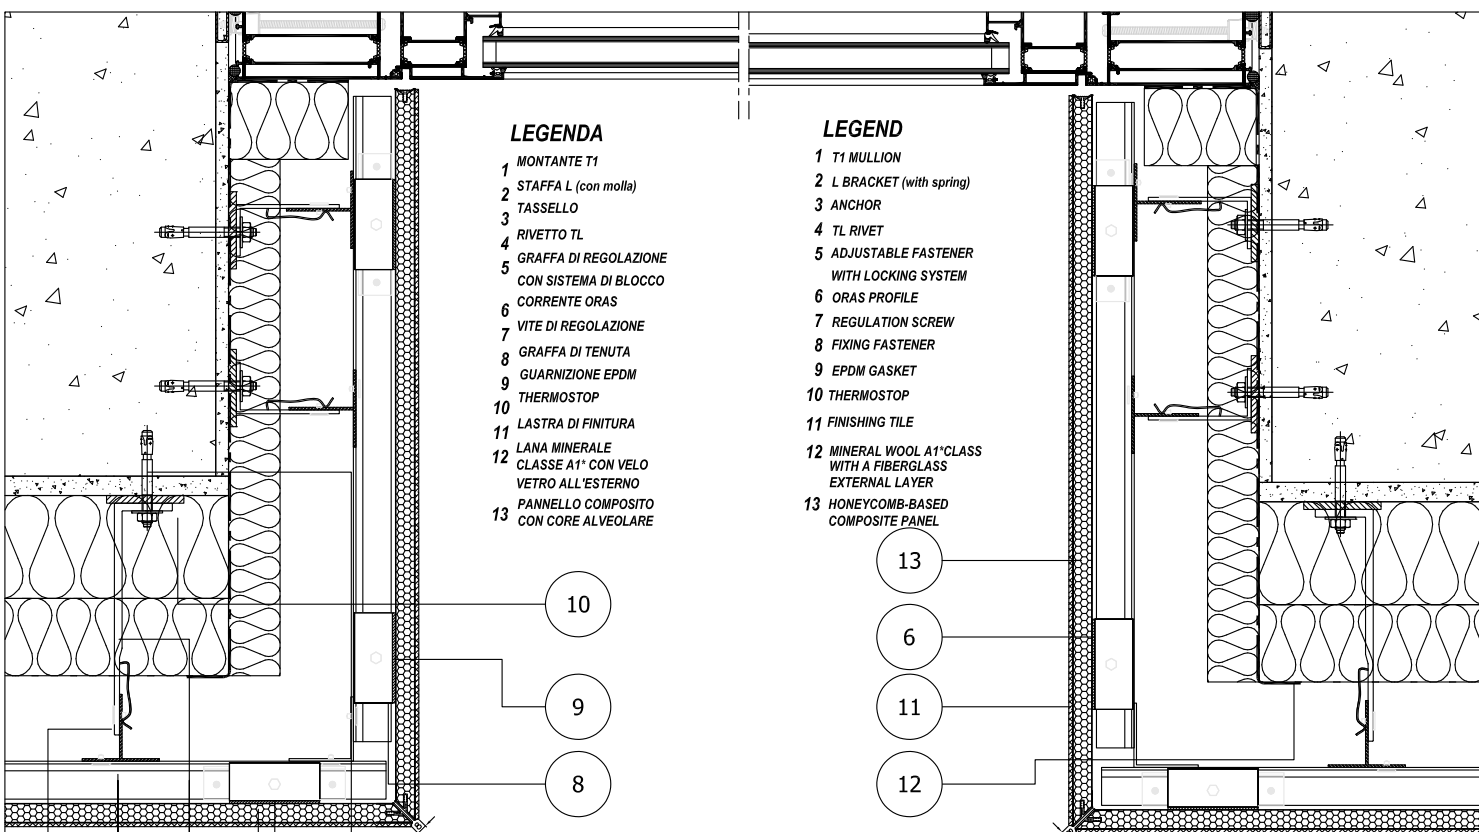 LEGENDA
1 MONTANTE T1
2 STAFFA L (con molla)
3 TASSELLO
4 RIVETTO TL
5 GRAFFA DI REGOLAZIONE
CON SISTEMA DI BLOCCO
6 CORRENTE ORAS
7 VITE DI REGOLAZIONE
8 GRAFFA DI TENUTA
9 GUARNIZIONE EPDM
10 THERMOSTOP
11 LASTRA DI FINITURA
12 LANA MINERALE
CLASSE A1* CON VELO
VETRO ALL'ESTERNO
13 PANNELLO COMPOSITO
CON CORE ALVEOLARE
LEGEND
1 T1 MULLION
2 L BRACKET (with spring)
3 ANCHOR
4 TL RIVET
5 ADJUSTABLE FASTENER
WITH LOCKING SYSTEM
6 ORAS PROFILE
7 REGULATION SCREW
8 FIXING FASTENER
9 EPDM GASKET
10 THERMOSTOP
11 FINISHING TILE
12 MINERAL WOOL A1*CLASS
WITH A FIBERGLASS
EXTERNAL LAYER
13 HONEYCOMB-BASED
COMPOSITE PANEL
10
9
8
13
6
11
12